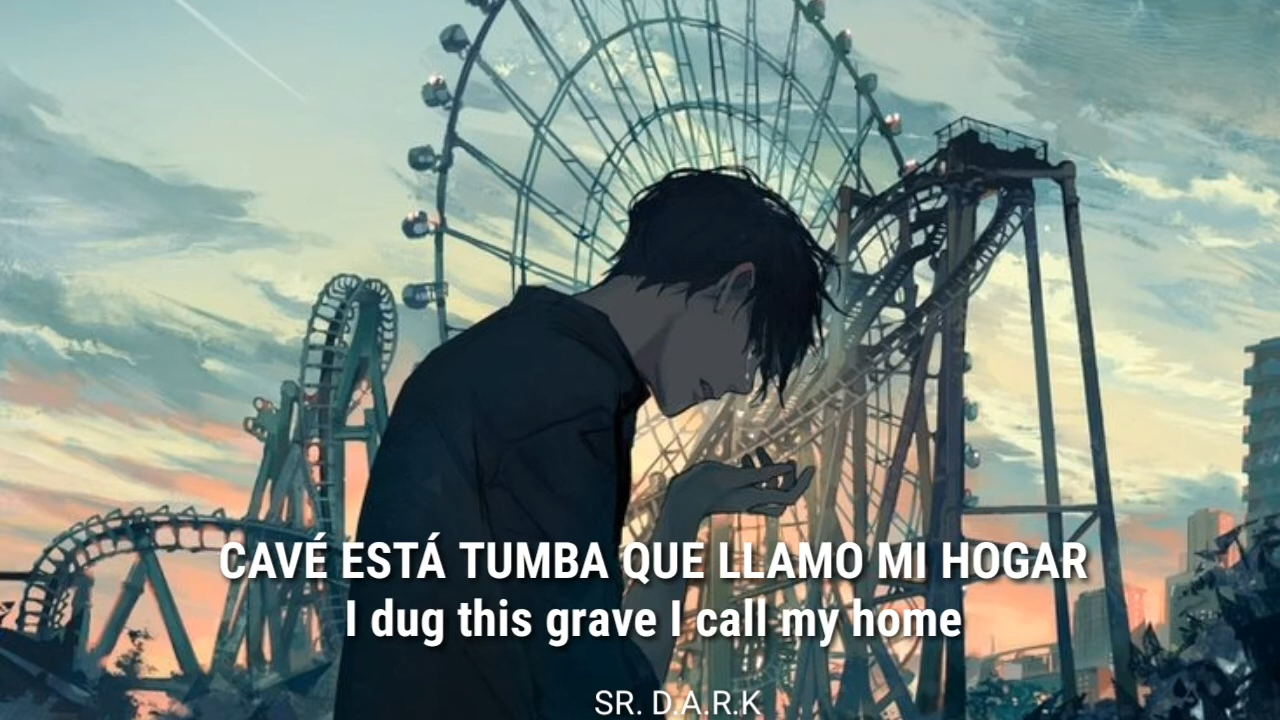 CAVÉ ESTÁ TUMBA QUE LLAMO MI HOGAR
I dug this grave I call my home
SR. D.A.R.K